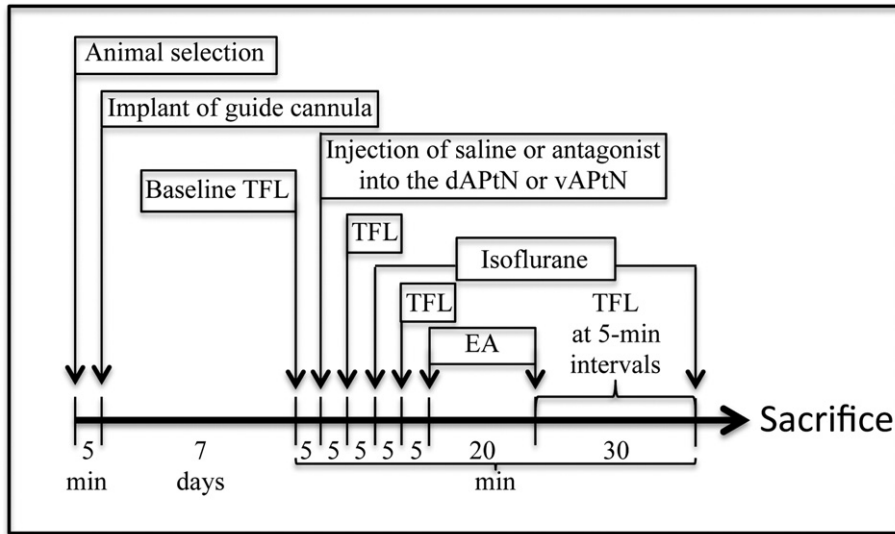 Animal selection
Implant of guide cannula
Injection of saline or antagonist
into the dAPtN or vAPtN
Baseline TFL
TFL
Isoflurane
TFL
TFL
at 5-min
intervals
EA
Sacrifice
5 7 5 5 5 5 5 20 30
min days min